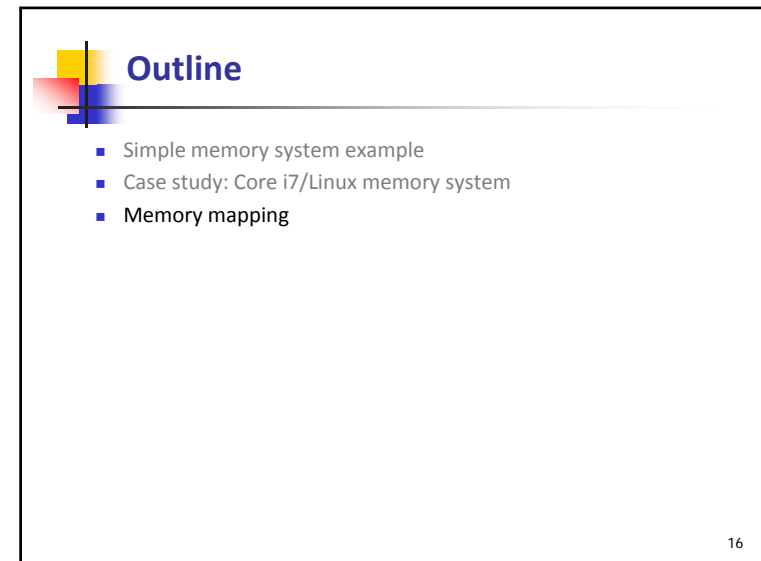 Outline
Simple memory system example
Case study: Core i7/Linux memory system
Memory mapping
16